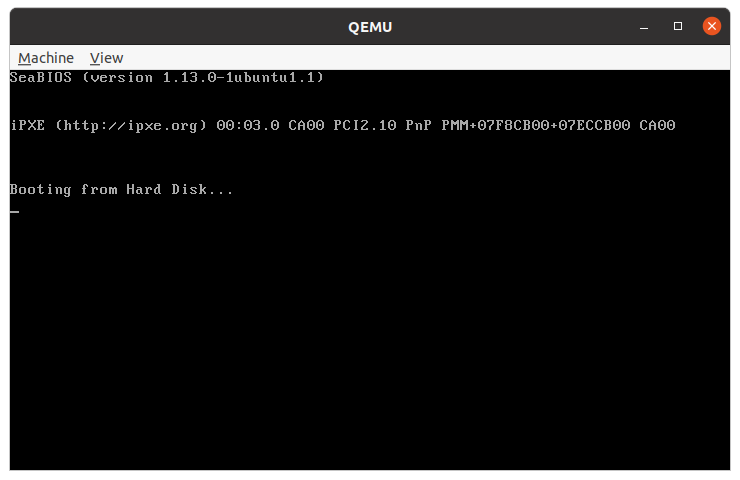 QEMU
Machine View
SeaBIOS (version 1.13.0-1ubuntu1.1)
iPXE (http://ipxe.org) 00:03.0 CA00 PCI2.10 PnP PMM+07F8CB00+07ECCB00 CA00
Booting from Hard Disk...